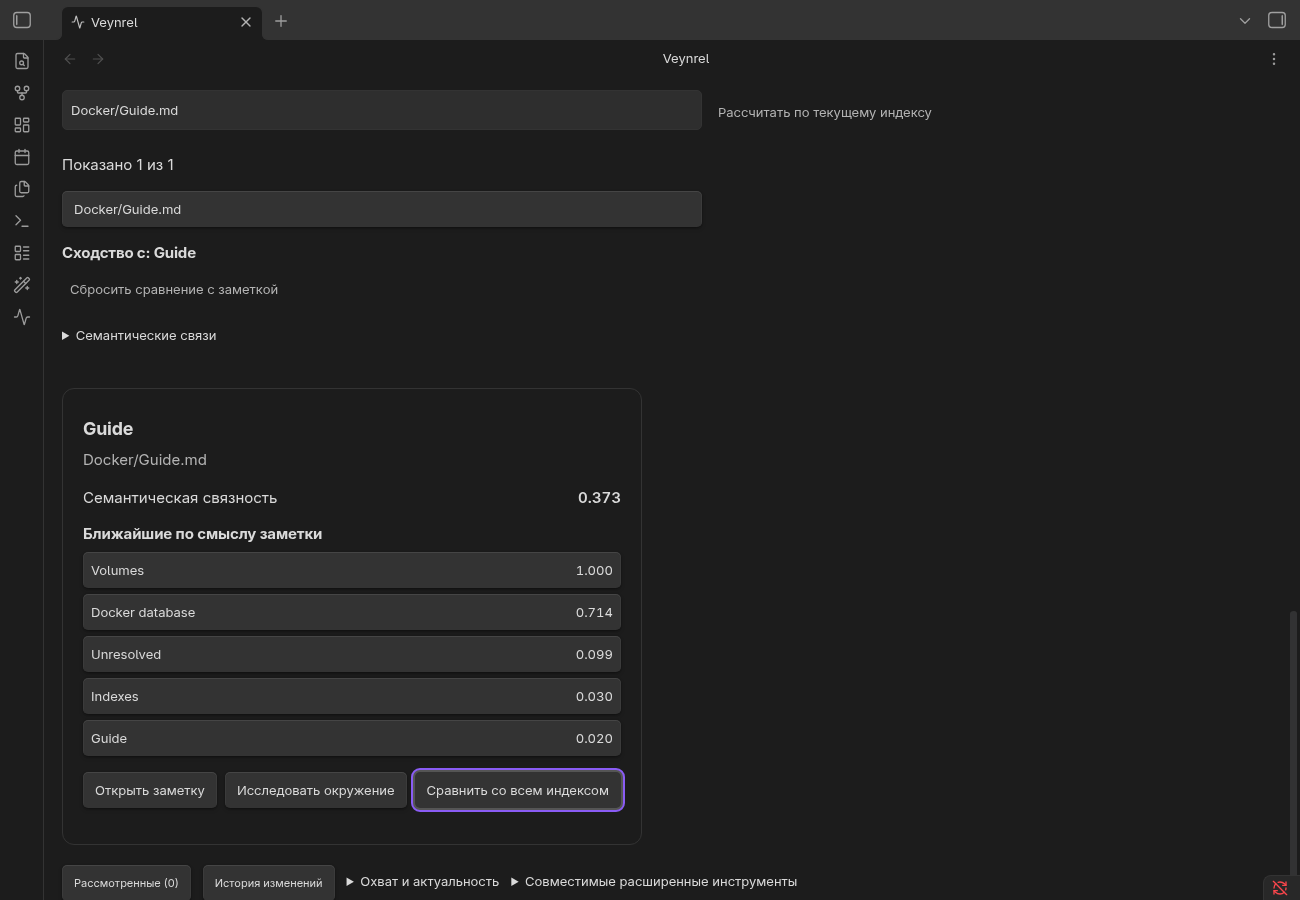 Veynrel
Veynrel
Docker/Guide.md
Рассчитать по текущему индексу
Показано 1 из 1
Docker/Guide.md
Сходство с: Guide
Сбросить сравнение с заметкой
Семантические связи
Guide
Docker/Guide.md
Семантическая связность 0.373
Ближайшие по смыслу заметки
Volumes 1.000
Docker database 0.714
Unresolved 0.099
Indexes 0.030
Guide 0.020
Открыть заметку Исследовать окружение Сравнить со всем индексом
Рассмотренные (0) История изменений Охват и актуальность Совместимые расширенные инструменты